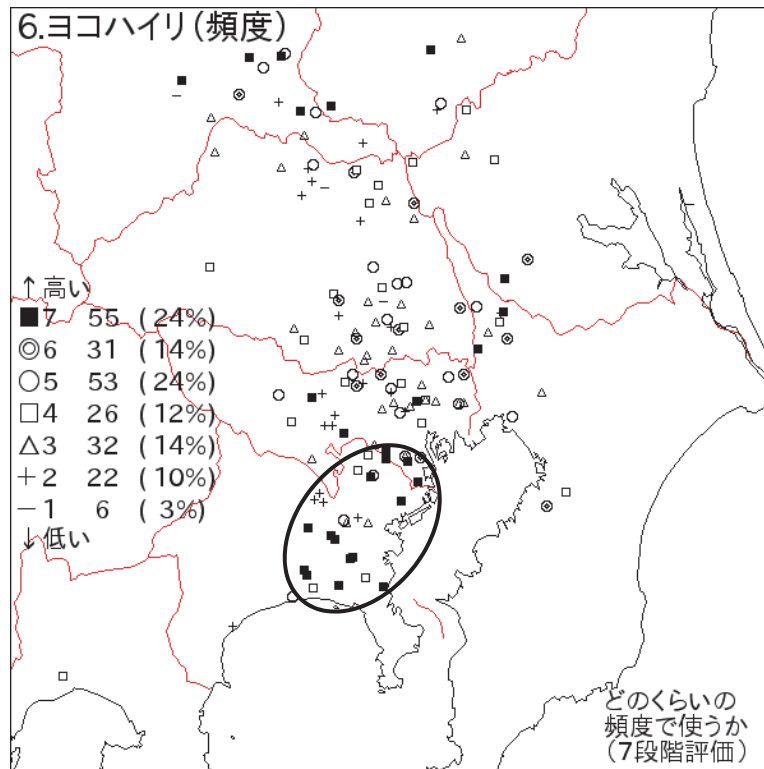 6.ヨコハイリ(頻度)
↑高い
■7 55 (24%)
◎6 31 (14%)
○5 53 (24%)
□4 26 (12%)
△3 32 (14%)
+2 22 (10%)
−1 6 ( 3%)
↓低い
どのくらいの
頻度で使うか
(7段階評価)